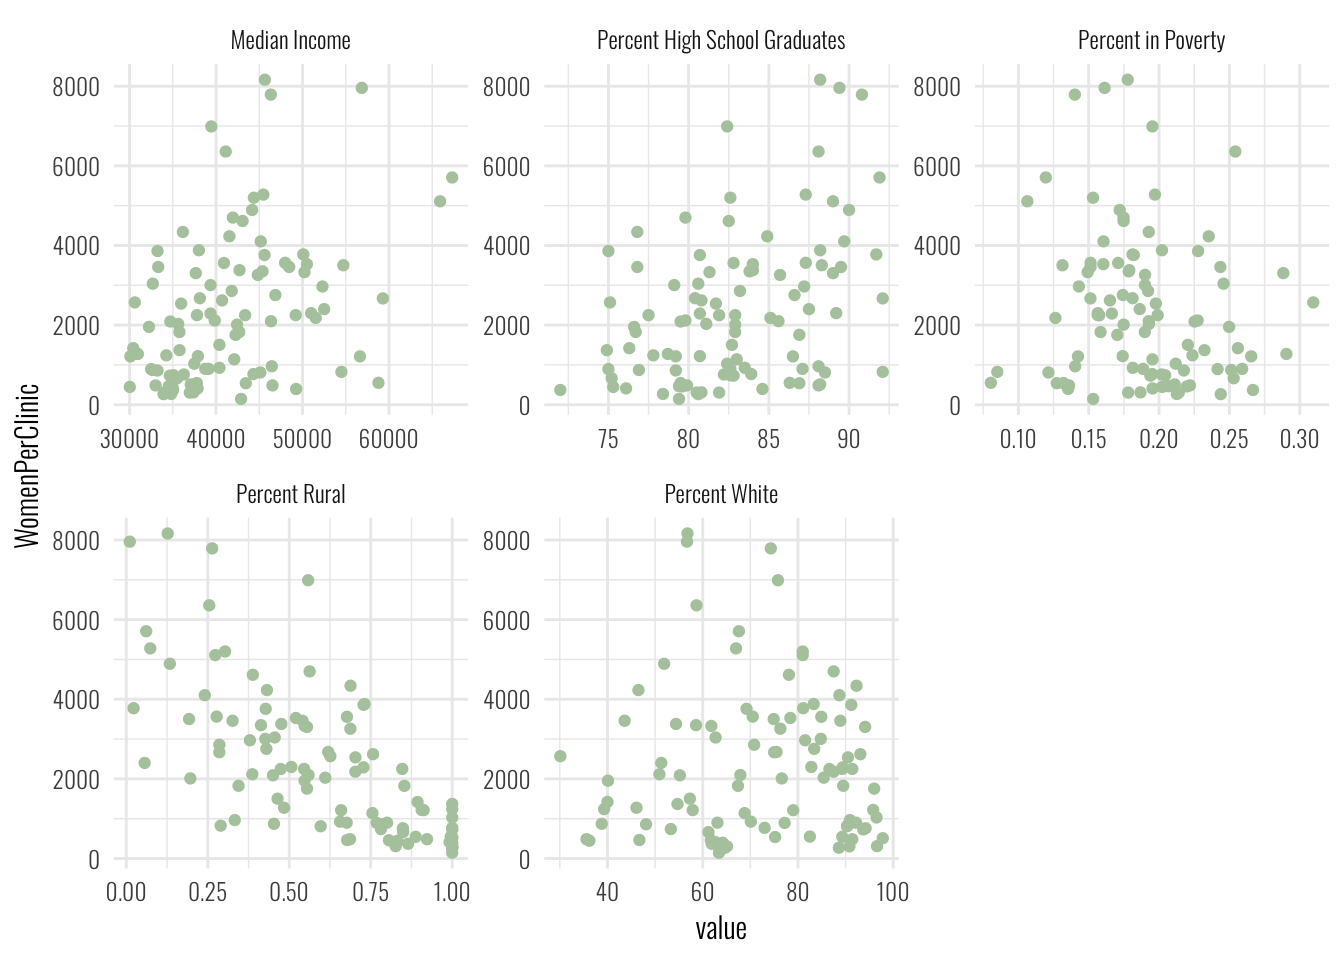 Median Income
Percent High School Graduates
Percent in Poverty
8000
6000
4000
2000
0
30000 40000 50000 60000
8000
6000
4000
2000
0
75 80 85 90
8000
6000
4000
2000
0
0.10 0.15 0.20 0.25 0.30
WomenPerClinic
Percent Rural
Percent White
8000
6000
4000
2000
0
0.00 0.25 0.50 0.75 1.00
8000
6000
4000
2000
0
40 60 80 100
value